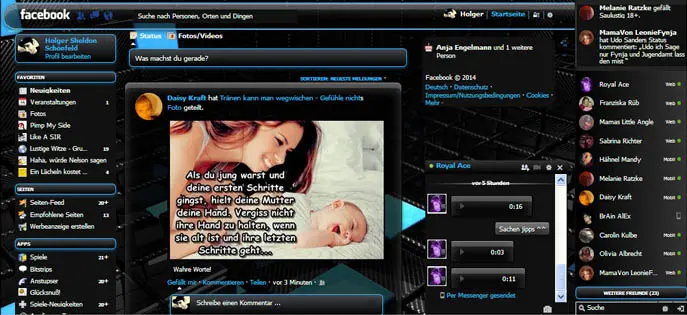 facebook
Suche nach Personen, Orten und Dingen
Holger
Startseite
Holger Sheldon
Schönfeld
Profil bearbeiten
FAVORITEN
Neuigkeiten
Veranstaltungen 1
Fotos
Pimp My Side
Like A SIR
Lustige Witze - Gru... 19
Haha, würde Nelson sagen
Ein Lächeln kostet ... 4
SEITEN
Seiten-Feed 20+
Empfohlene Seiten 13
Werbeanzeige erstellen
APPS
Spiele 21+
Bitstrips
Anstupser 20+
Glücksnuß!
Spiele-Neuigkeiten 20+
Status Fotos/Videos
Was machst du gerade?
SORTIEREN: NEUESTE MELDUNGEN
Daisy Kraft hat Tränen kann man wegwischen - Gefühle nichts
Foto geteilt.
Als du jung warst und
deine ersten Schritte
gingst, hielt deine Mutter
deine Hand. Vergiss nicht
ihre Hand zu halten, wenn
sie alt ist und ihre letzten
Schritte geht...
Wahre Worte!
Gefällt mir · Kommentieren · Teilen · vor 3 Minuten ·
Schreibe einen Kommentar ...
Anja Engelmann und 1 weitere
Person
Facebook © 2014
Deutsch · Datenschutz ·
Impressum/Nutzungsbedingungen · Cookies ·
Mehr
Royal Ace
vor 5 Stunden
0:16
Sachen jipps ^^
0:03
0:11
Per Messenger gesendet
Melanie Ratzke gefällt
Saulustig 18+.
MamaVon LeonieFynja
hat Udo Sanders Status
kommentiert: „Udo ich Sage
nur Fynja und Jugendamt lass
den mist "
Royal Ace Web
Franziska Rüb Web
Mamas Little Angle Web
Sabrina Richter Web
Hähnel Mandy Mobil
Melanie Ratzke Mobil
Daisy Kraft Mobil
BrAin AllEx
Carolin Kulbe Mobil
Olivia Albrecht Mobil
MamaVon LeonieF... Web
WEITERE FREUNDE (23)
Suche